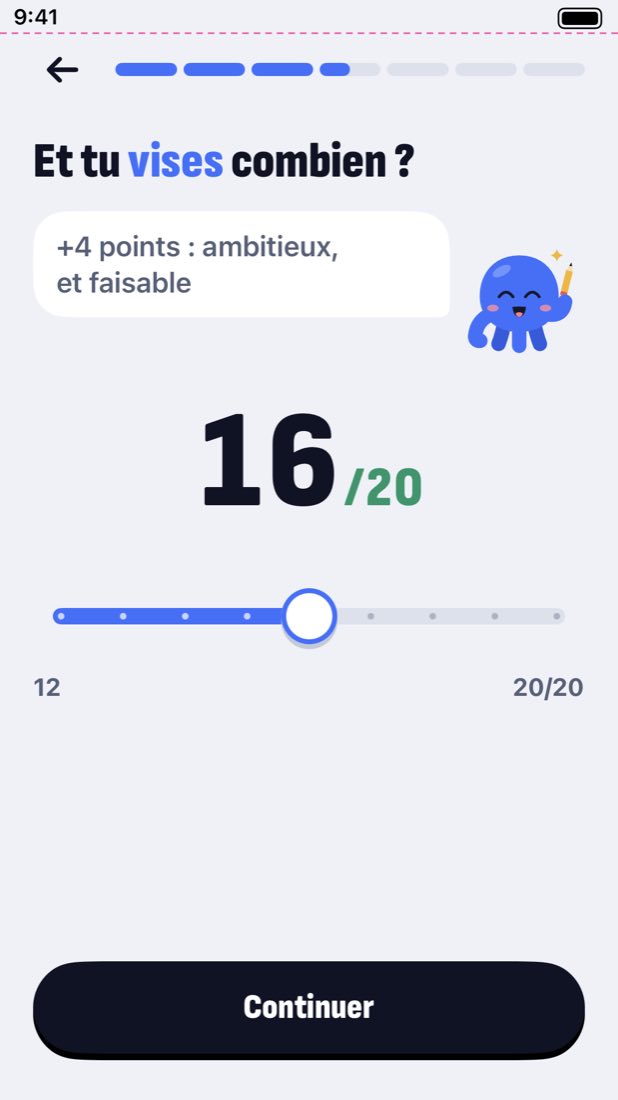 9:41
Et tu vises combien ?
+4 points : ambitieux,
et faisable
16/20
12
20/20
Continuer